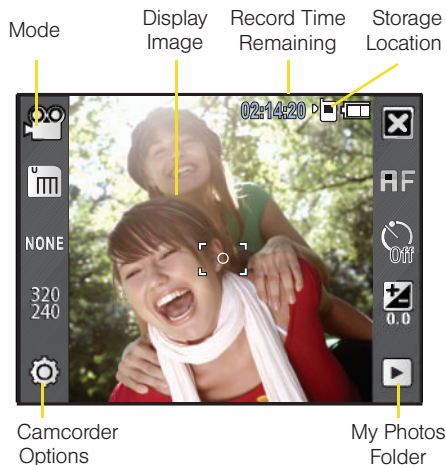 Mode
Display
Image
Record Time
Remaining
Storage
Location
02:14:20
NONE
AF
Off
320
240
0.0
Camcorder
Options
My Photos
Folder